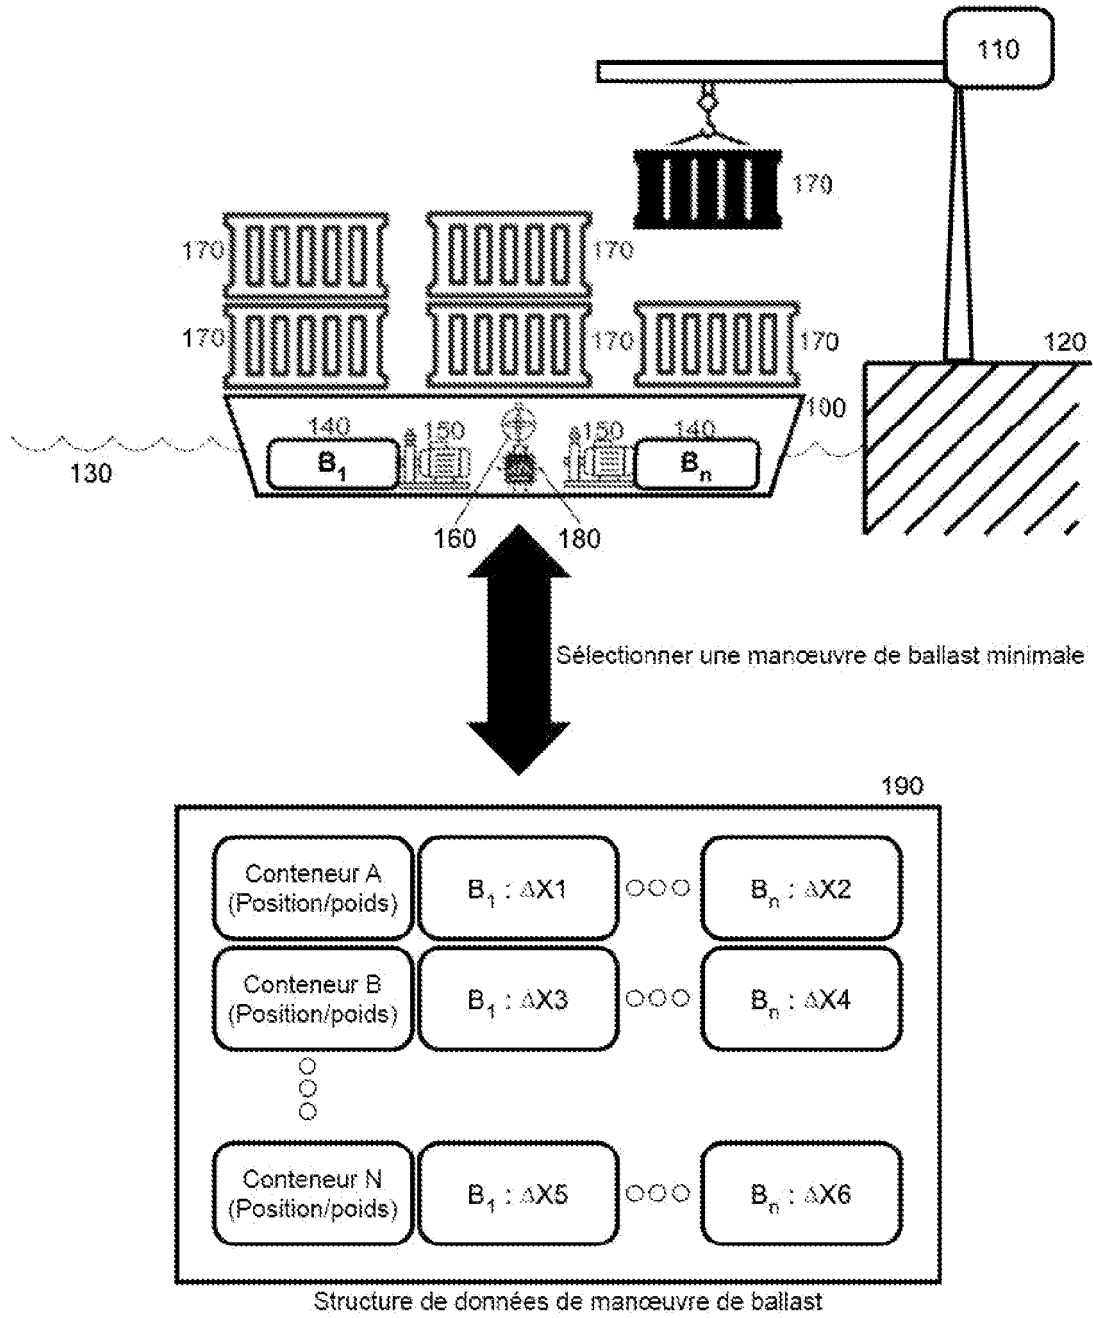 110
170
170
170
170
170
170
120
100
140
150
150
140
B1
Bn
130
160
180
Sélectionner une manœuvre de ballast minimale
190
Conteneur A
(Position/poids)
B1 : ΔX1
Bn : ΔX2
Conteneur B
(Position/poids)
B1 : ΔX3
Bn : ΔX4
Conteneur N
(Position/poids)
B1 : ΔX5
Bn : ΔX6
Structure de données de manœuvre de ballast